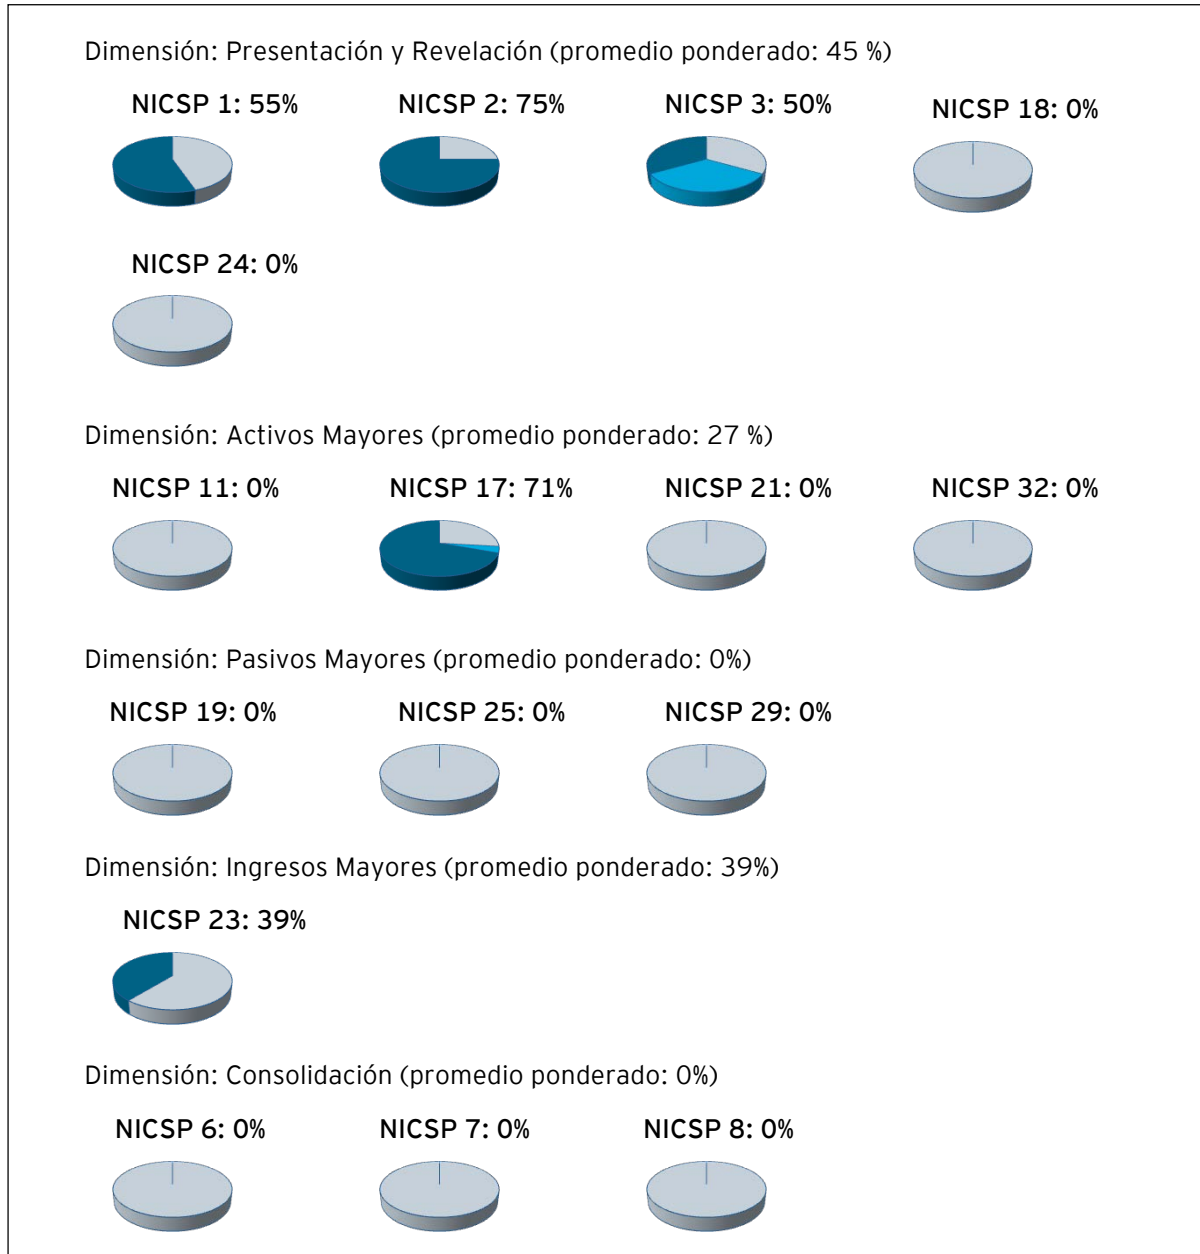 Dimensión: Presentación y Revelación (promedio ponderado: 45 %)
NICSP 1: 55%
NICSP 2: 75%
NICSP 3: 50%
NICSP 18: 0%
NICSP 24: 0%
Dimensión: Activos Mayores (promedio ponderado: 27 %)
NICSP 11: 0%
NICSP 17: 71%
NICSP 21: 0%
NICSP 32: 0%
Dimensión: Pasivos Mayores (promedio ponderado: 0%)
NICSP 19: 0%
NICSP 25: 0%
NICSP 29: 0%
Dimensión: Ingresos Mayores (promedio ponderado: 39%)
NICSP 23: 39%
Dimensión: Consolidación (promedio ponderado: 0%)
NICSP 6: 0%
NICSP 7: 0%
NICSP 8: 0%